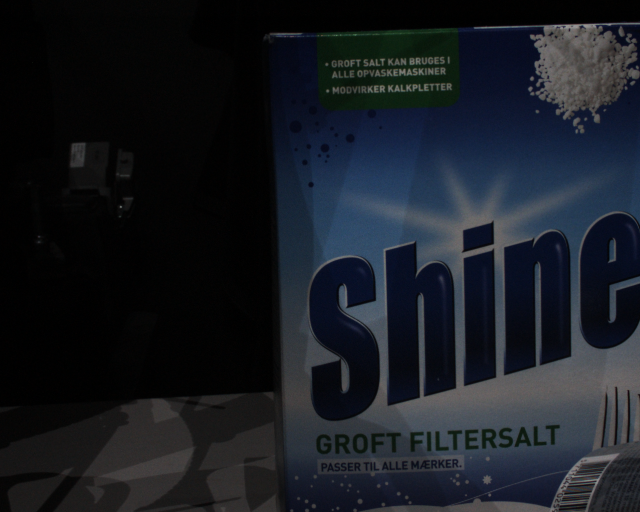 • GROFT SALT KAN BRUGES I
ALLE OPVASKEMASKINER
• MODVIRKER KALKPLETTER
Shine
GROFT FILTERSALT
PASSER TIL ALLE MÆRKER.